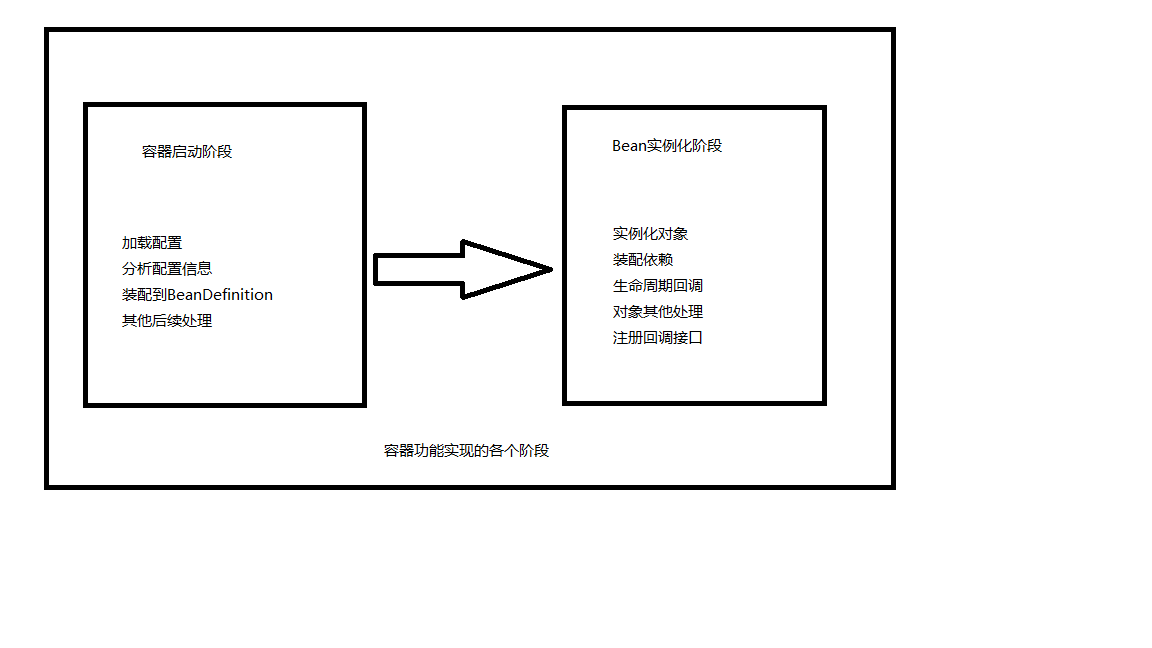 容器启动阶段
加载配置
分析配置信息
装配到BeanDefinition
其他后续处理
Bean实例化阶段
实例化对象
装配依赖
生命周期回调
对象其他处理
注册回调接口
容器功能实现的各个阶段